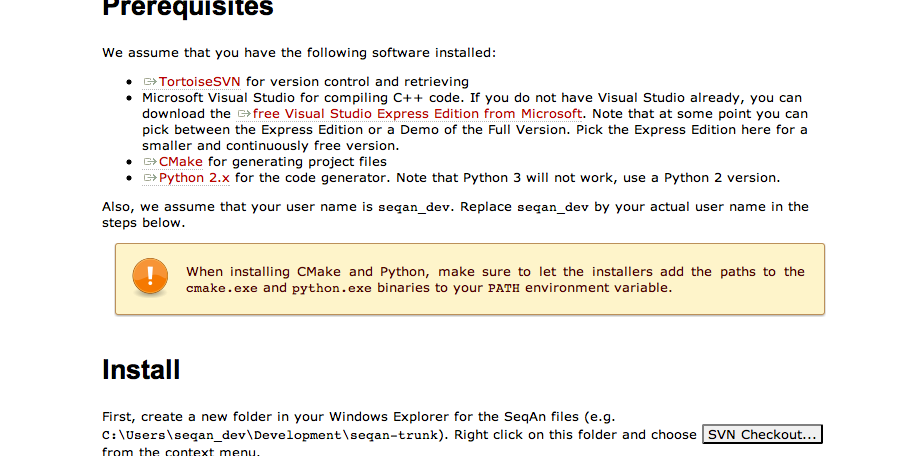 Prerequisites
We assume that you have the following software installed:
TortoiseSVN for version control and retrieving
Microsoft Visual Studio for compiling C++ code. If you do not have Visual Studio already, you can
download the free Visual Studio Express Edition from Microsoft. Note that at some point you can
pick between the Express Edition or a Demo of the Full Version. Pick the Express Edition here for a
smaller and continuously free version.
CMake for generating project files
Python 2.x for the code generator. Note that Python 3 will not work, use a Python 2 version.
Also, we assume that your user name is seqan_dev. Replace seqan_dev by your actual user name in the
steps below.
When installing CMake and Python, make sure to let the installers add the paths to the
cmake.exe and python.exe binaries to your PATH environment variable.
Install
First, create a new folder in your Windows Explorer for the SeqAn files (e.g.
C:\Users\seqan_dev\Development\seqan-trunk). Right click on this folder and choose SVN Checkout...
from the context menu.